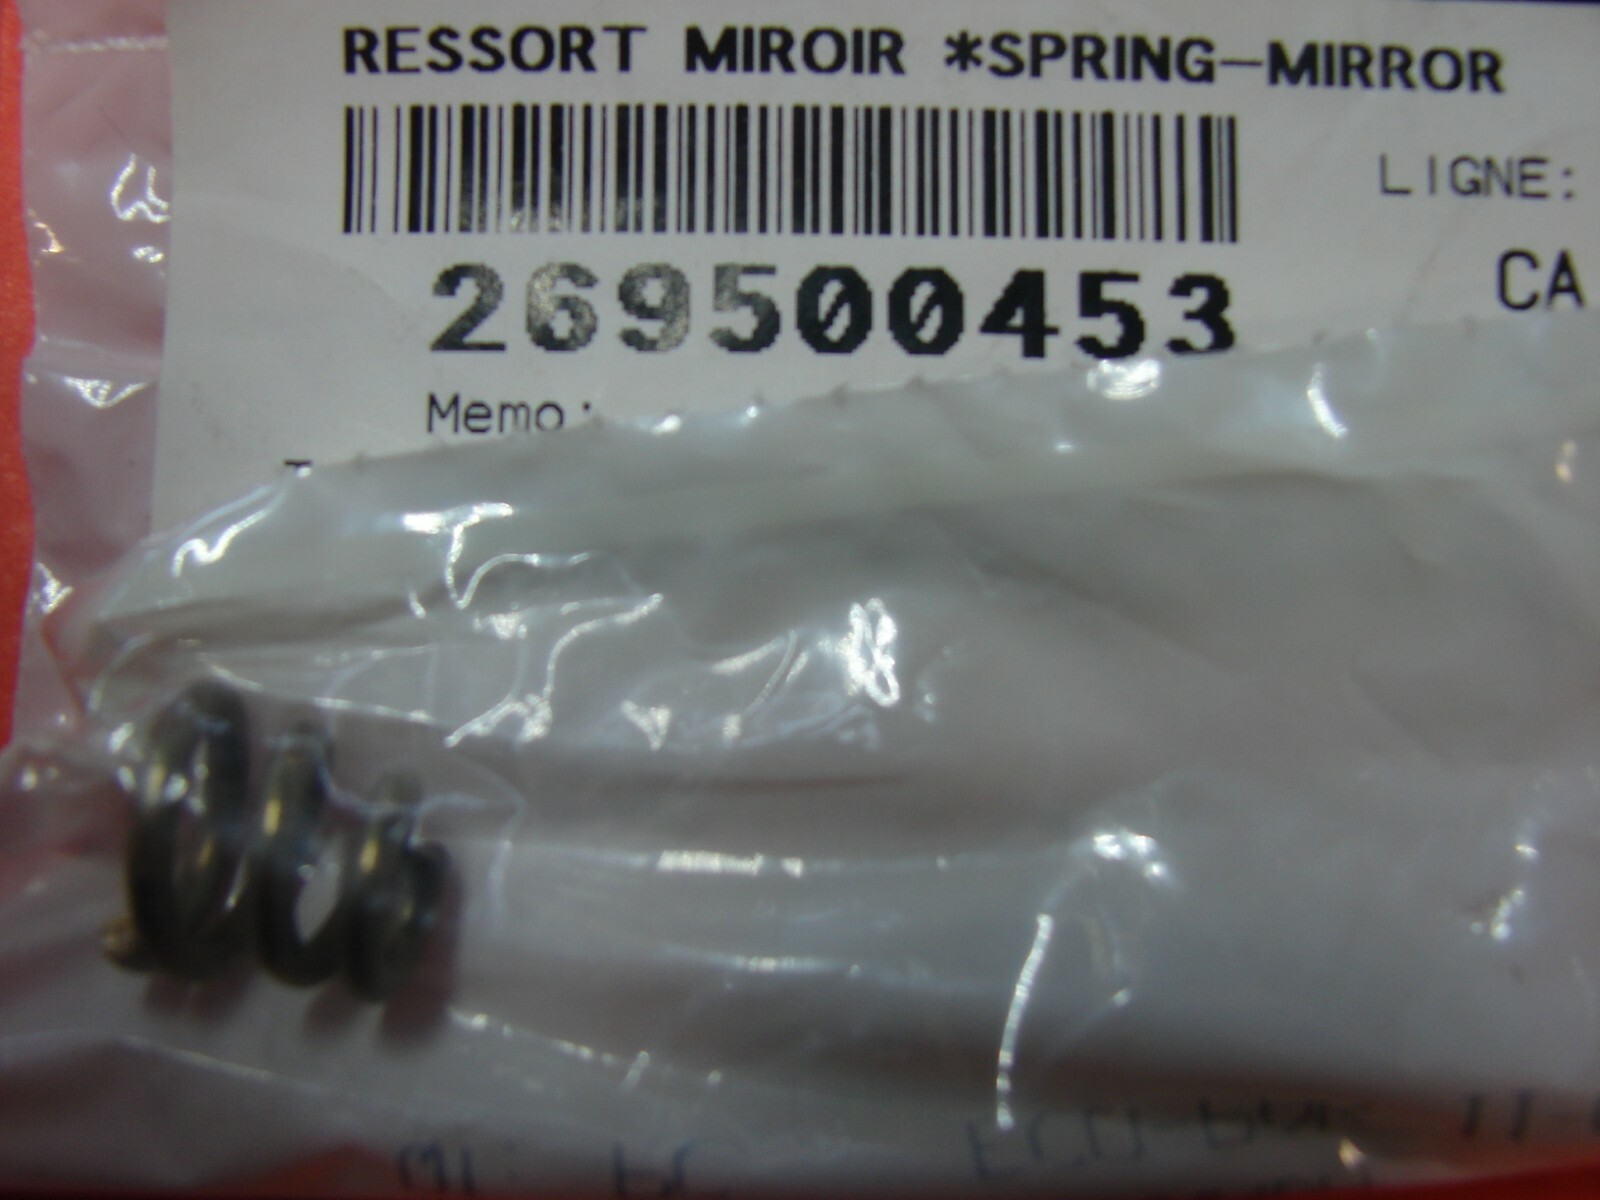 RESSORT MIROIR *SPRING-MIRROR
LIGNE:
269500453
CA
Memo: